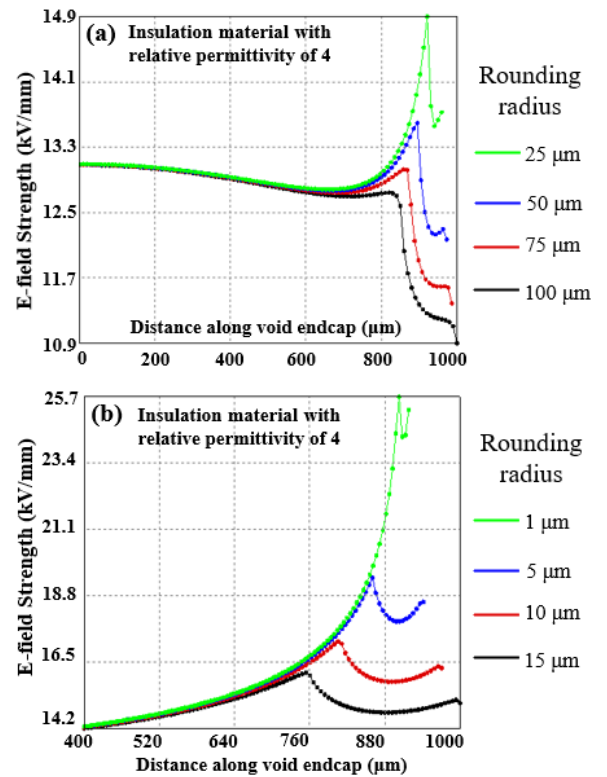 14.9
(a) Insulation material with
relative permittivity of 4
14.1
13.3
12.5
11.7
10.9
E-field Strength (kV/mm)
Distance along void endcap (µm)
0 200 400 600 800 1000
Rounding
radius
25 µm
50 µm
75 µm
100 µm
25.7
(b) Insulation material with
relative permittivity of 4
23.4
21.1
18.8
16.5
14.2
E-field Strength (kV/mm)
400 520 640 760 880 1000
Distance along void endcap (µm)
Rounding
radius
1 µm
5 µm
10 µm
15 µm